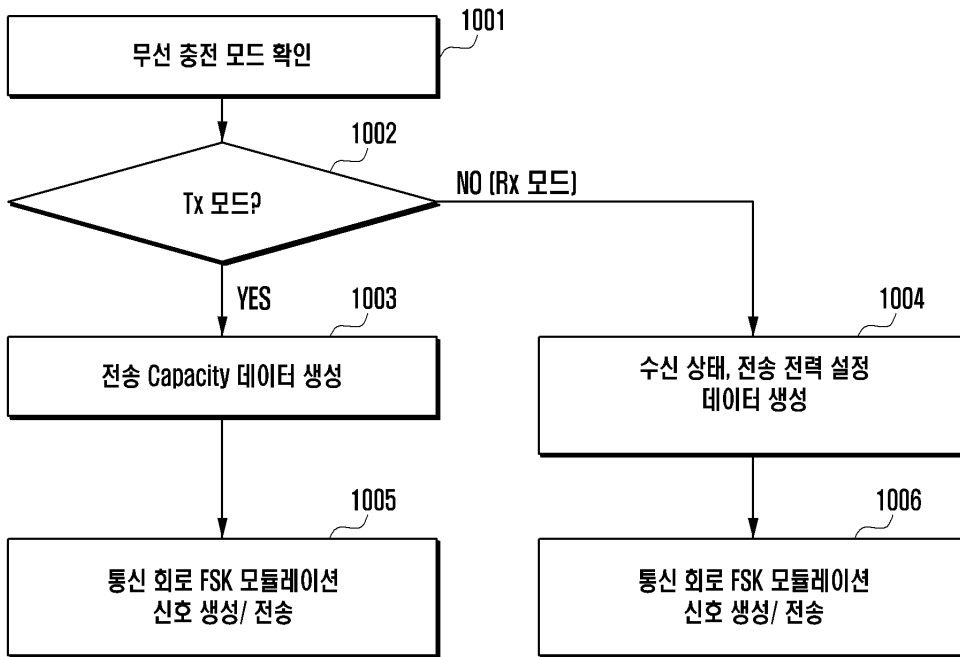 1001
무선 충전 모드 확인
1002
Tx 모드?
NO (Rx 모드)
YES
1003
전송 Capacity 데이터 생성
1004
수신 상태, 전송 전력 설정
데이터 생성
1005
통신 회로 FSK 모듈레이션
신호 생성/ 전송
1006
통신 회로 FSK 모듈레이션
신호 생성/ 전송